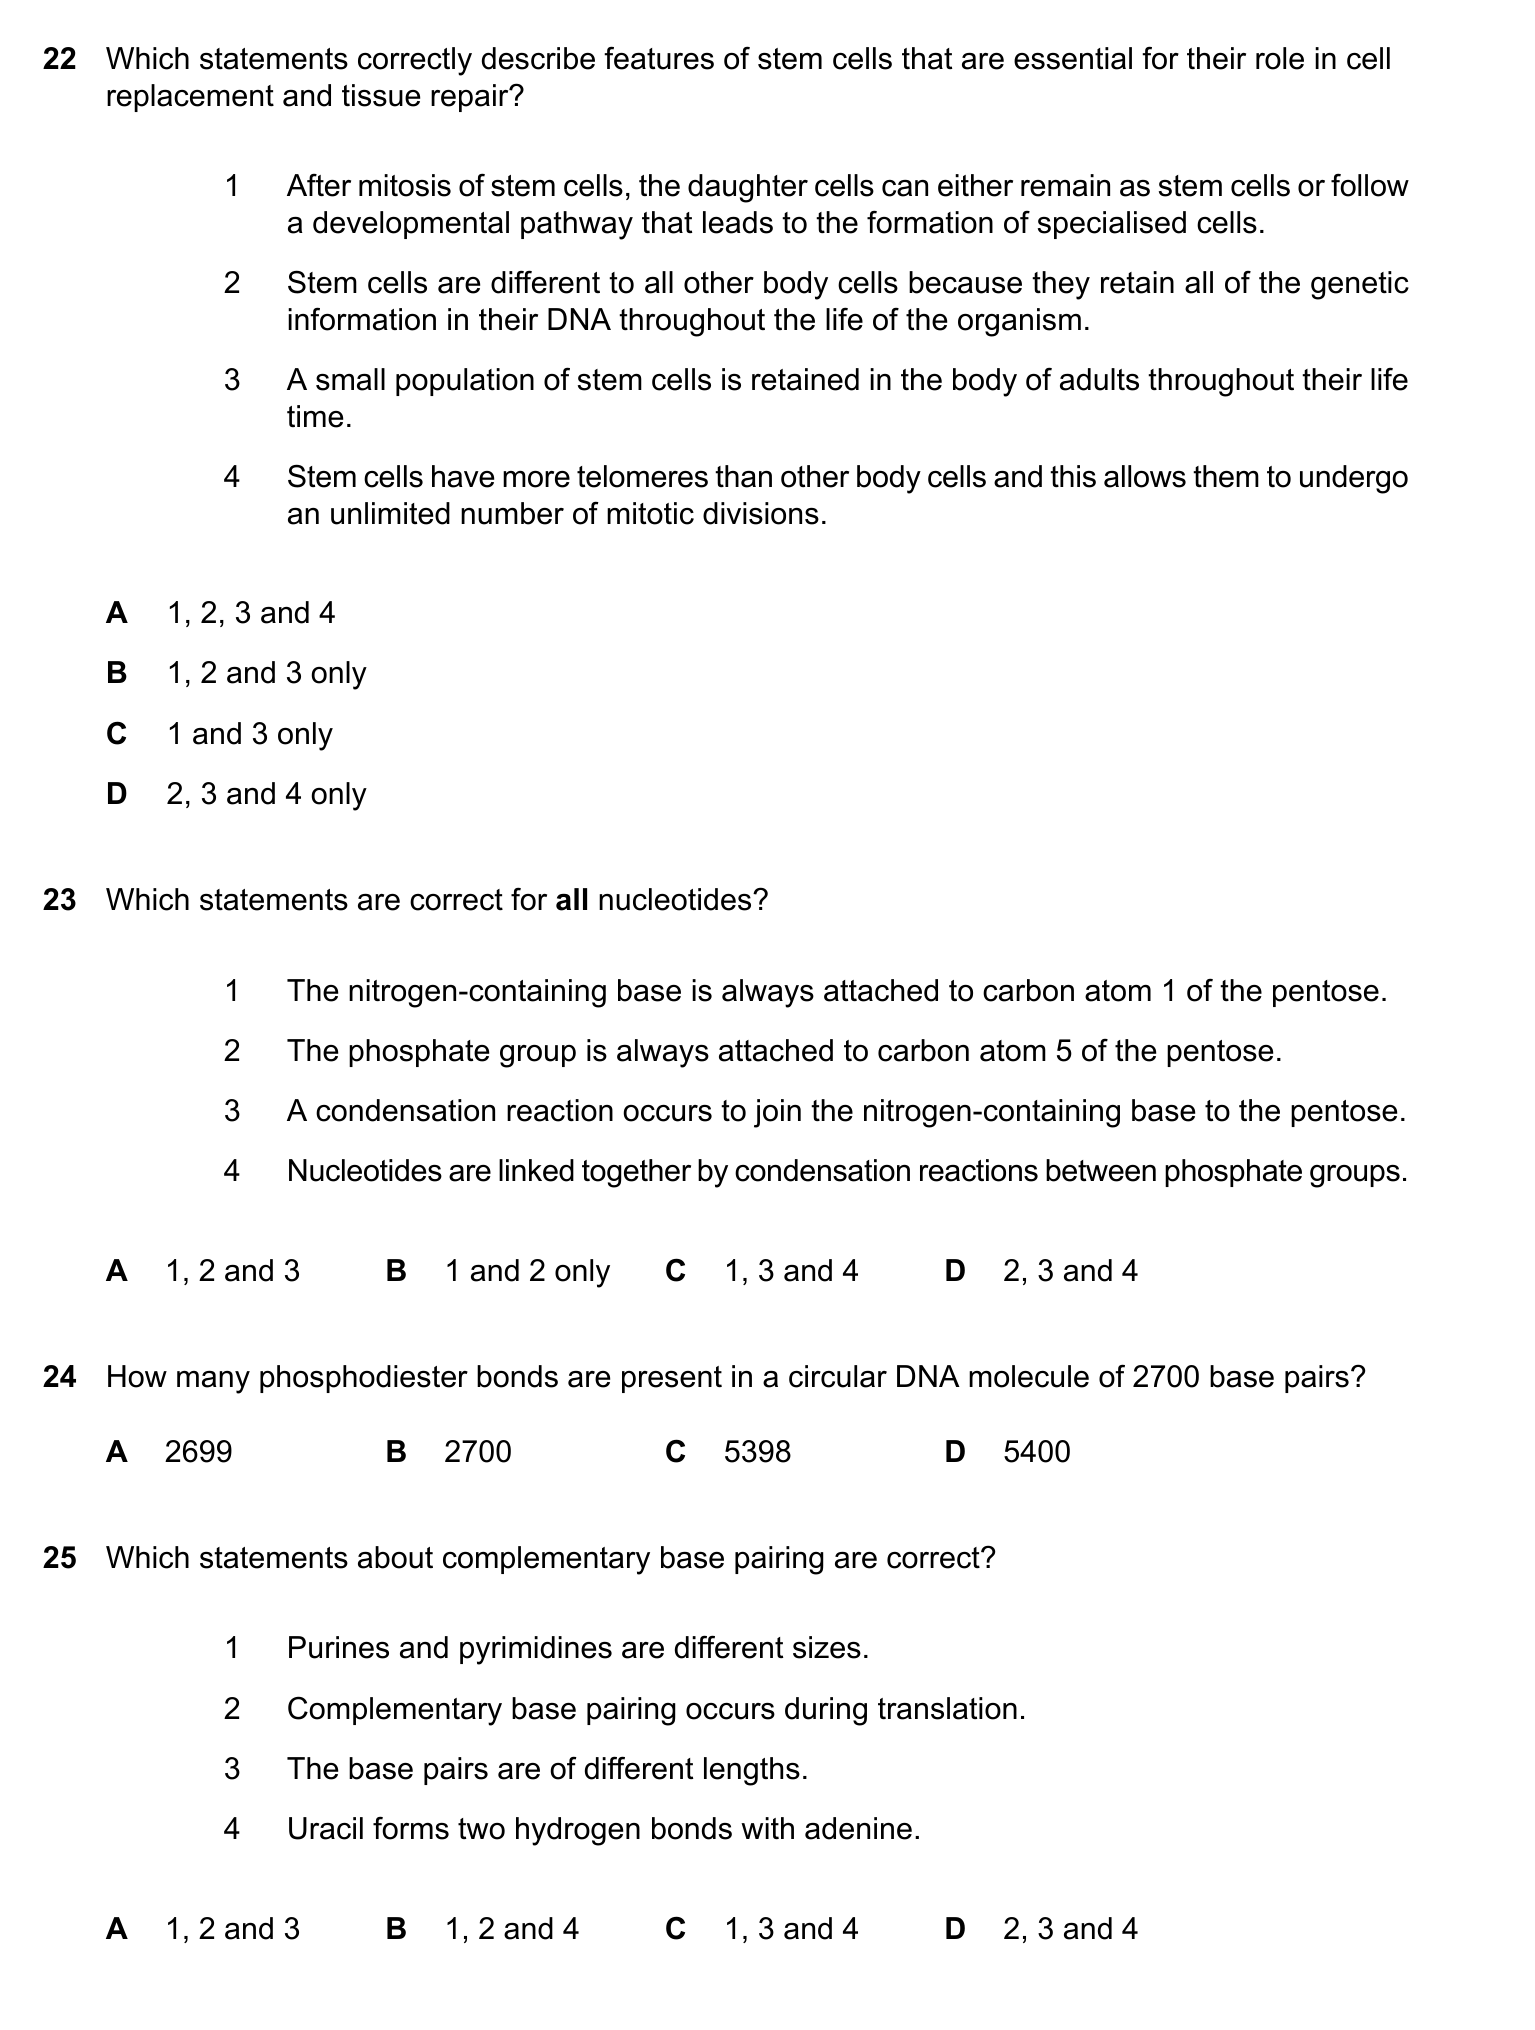 22 Which statements correctly describe features of stem cells that are essential for their role in cell
replacement and tissue repair?
1 After mitosis of stem cells, the daughter cells can either remain as stem cells or follow
a developmental pathway that leads to the formation of specialised cells.
2 Stem cells are different to all other body cells because they retain all of the genetic
information in their DNA throughout the life of the organism.
3 A small population of stem cells is retained in the body of adults throughout their life
time.
4 Stem cells have more telomeres than other body cells and this allows them to undergo
an unlimited number of mitotic divisions.
A 1, 2, 3 and 4
B 1, 2 and 3 only
C 1 and 3 only
D 2, 3 and 4 only
23 Which statements are correct for all nucleotides?
1 The nitrogen-containing base is always attached to carbon atom 1 of the pentose.
2 The phosphate group is always attached to carbon atom 5 of the pentose.
3 A condensation reaction occurs to join the nitrogen-containing base to the pentose.
4 Nucleotides are linked together by condensation reactions between phosphate groups.
A 1, 2 and 3 B 1 and 2 only C 1, 3 and 4 D 2, 3 and 4
24 How many phosphodiester bonds are present in a circular DNA molecule of 2700 base pairs?
A 2699 B 2700 C 5398 D 5400
25 Which statements about complementary base pairing are correct?
1 Purines and pyrimidines are different sizes.
2 Complementary base pairing occurs during translation.
3 The base pairs are of different lengths.
4 Uracil forms two hydrogen bonds with adenine.
A 1, 2 and 3 B 1, 2 and 4 C 1, 3 and 4 D 2, 3 and 4